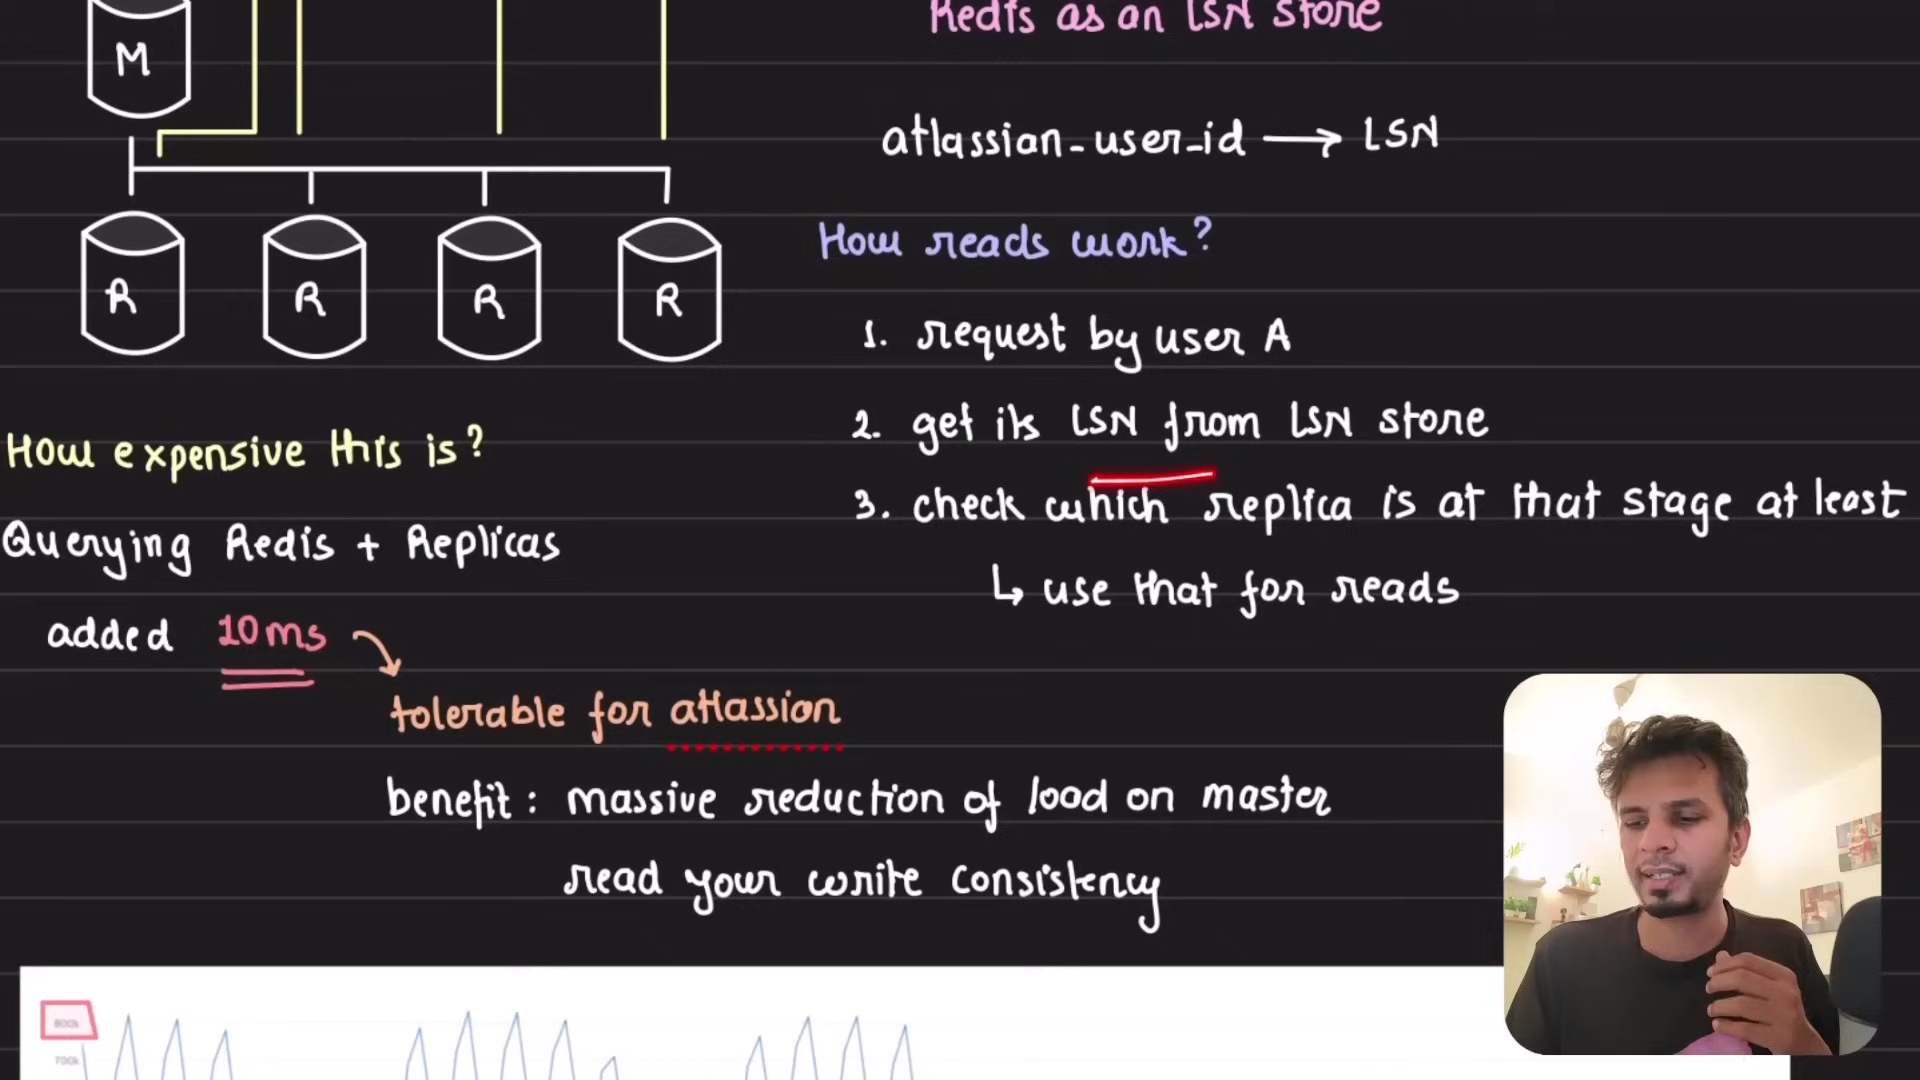 M
R R R R
How expensive this is?
Querying Redis + Replicas
added 10ms
tolerable for atlassian
benefit: massive reduction of load on master
read your write consistency
Redis as an LSN store
atlassian_user_id → LSN
How reads work?
1. request by user A
2. get its LSN from LSN store
3. check which replica is at that stage at least
↳ use that for reads